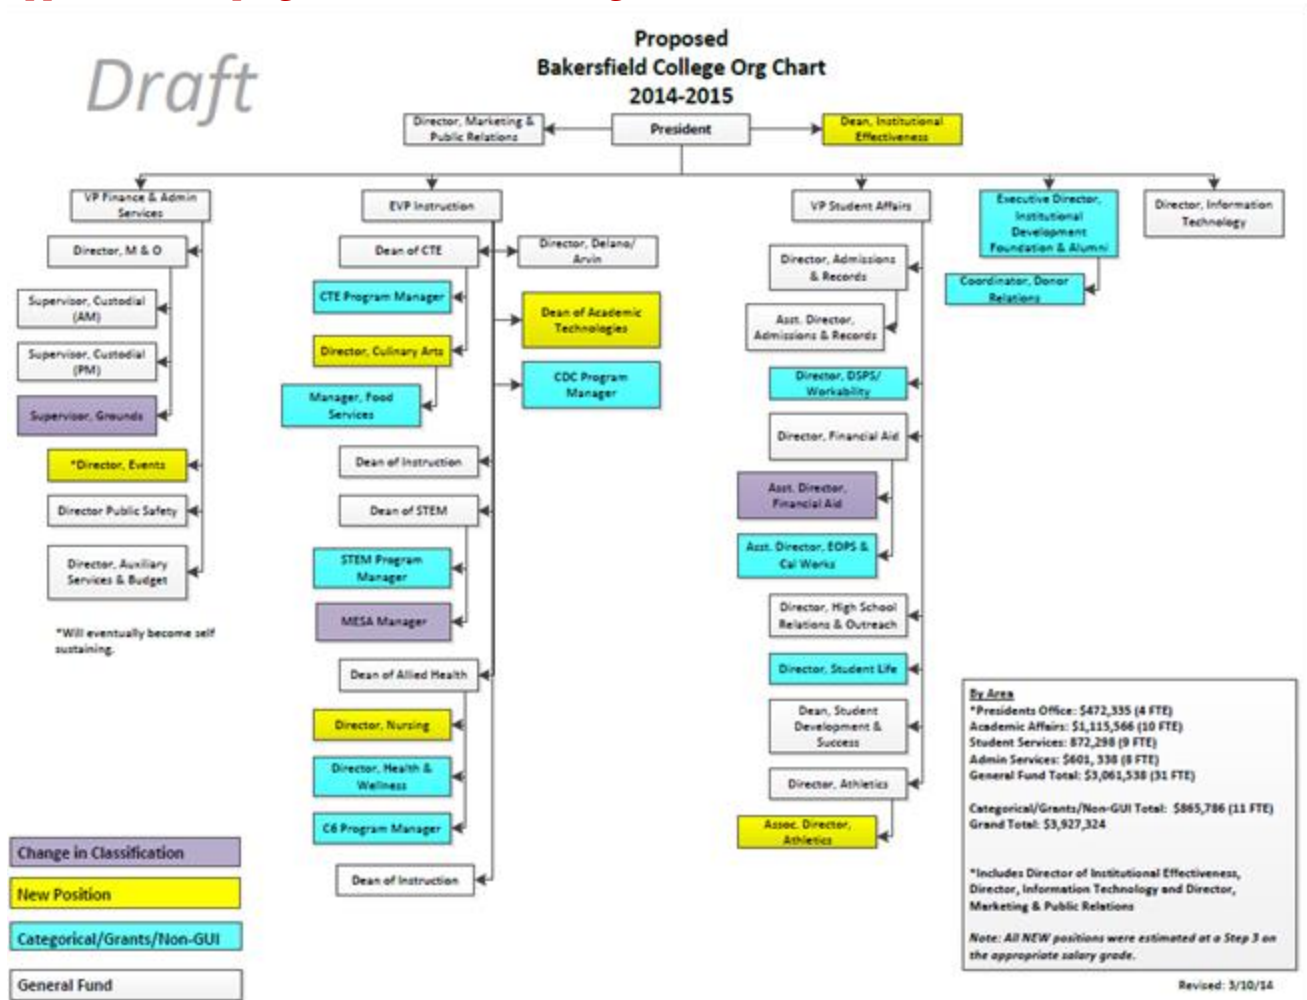 Draft
Proposed
Bakersfield College Org Chart
2014-2015
Director, Marketing &
Public Relations
President
Dean, Institutional
Effectiveness
VP Finance & Admin
Services
EVP Instruction
VP Student Affairs
Executive Director,
Institutional
Development
Foundation & Alumni
Director, Information
Technology
Director, M & O
Supervisor, Custodial
(AM)
Supervisor, Custodial
(PM)
Supervisor, Grounds
*Director, Events
Director Public Safety
Director, Auxiliary
Services & Budget
*Will eventually become self
sustaining.
Dean of CTE
Director, Delano/
Arvin
CTE Program Manager
Dean of Academic
Technologies
Director, Culinary Arts
CDC Program
Manager
Manager, Food
Services
Dean of Instruction
Dean of STEM
STEM Program
Manager
MESA Manager
Dean of Allied Health
Director, Nursing
Director, Health &
Wellness
C6 Program Manager
Dean of Instruction
Director, Admissions
& Records
Asst. Director,
Admissions & Records
Director, DSPS/
Workability
Director, Financial Aid
Asst. Director,
Financial Aid
Asst. Director, EOPS &
Cal Works
Director, High School
Relations & Outreach
Director, Student Life
Dean, Student
Development &
Success
Director, Athletics
Assoc. Director,
Athletics
Coordinator, Donor
Relations
By Area
*Presidents Office: $472,335 (4 FTE)
Academic Affairs: $1,115,566 (10 FTE)
Student Services: 872,298 (9 FTE)
Admin Services: $601, 338 (8 FTE)
General Fund Total: $3,061,538 (31 FTE)
Categorical/Grants/Non-GUI Total: $865,786 (11 FTE)
Grand Total: $3,927,324
*Includes Director of Institutional Effectiveness,
Director, Information Technology and Director,
Marketing & Public Relations
Note: All NEW positions were estimated at a Step 3 on
the appropriate salary grade.
Revised: 3/10/14
Change in Classification
New Position
Categorical/Grants/Non-GUI
General Fund